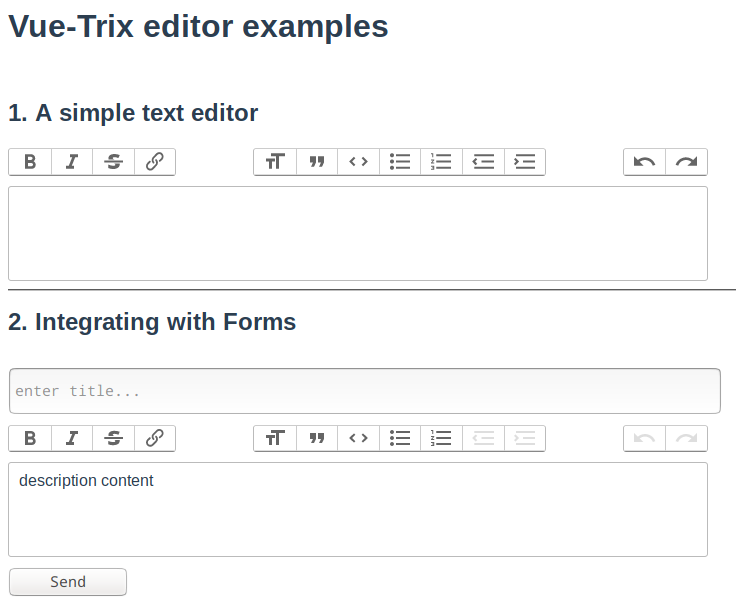 Vue-Trix editor examples
1. A simple text editor
2. Integrating with Forms
enter title...
description content
Send